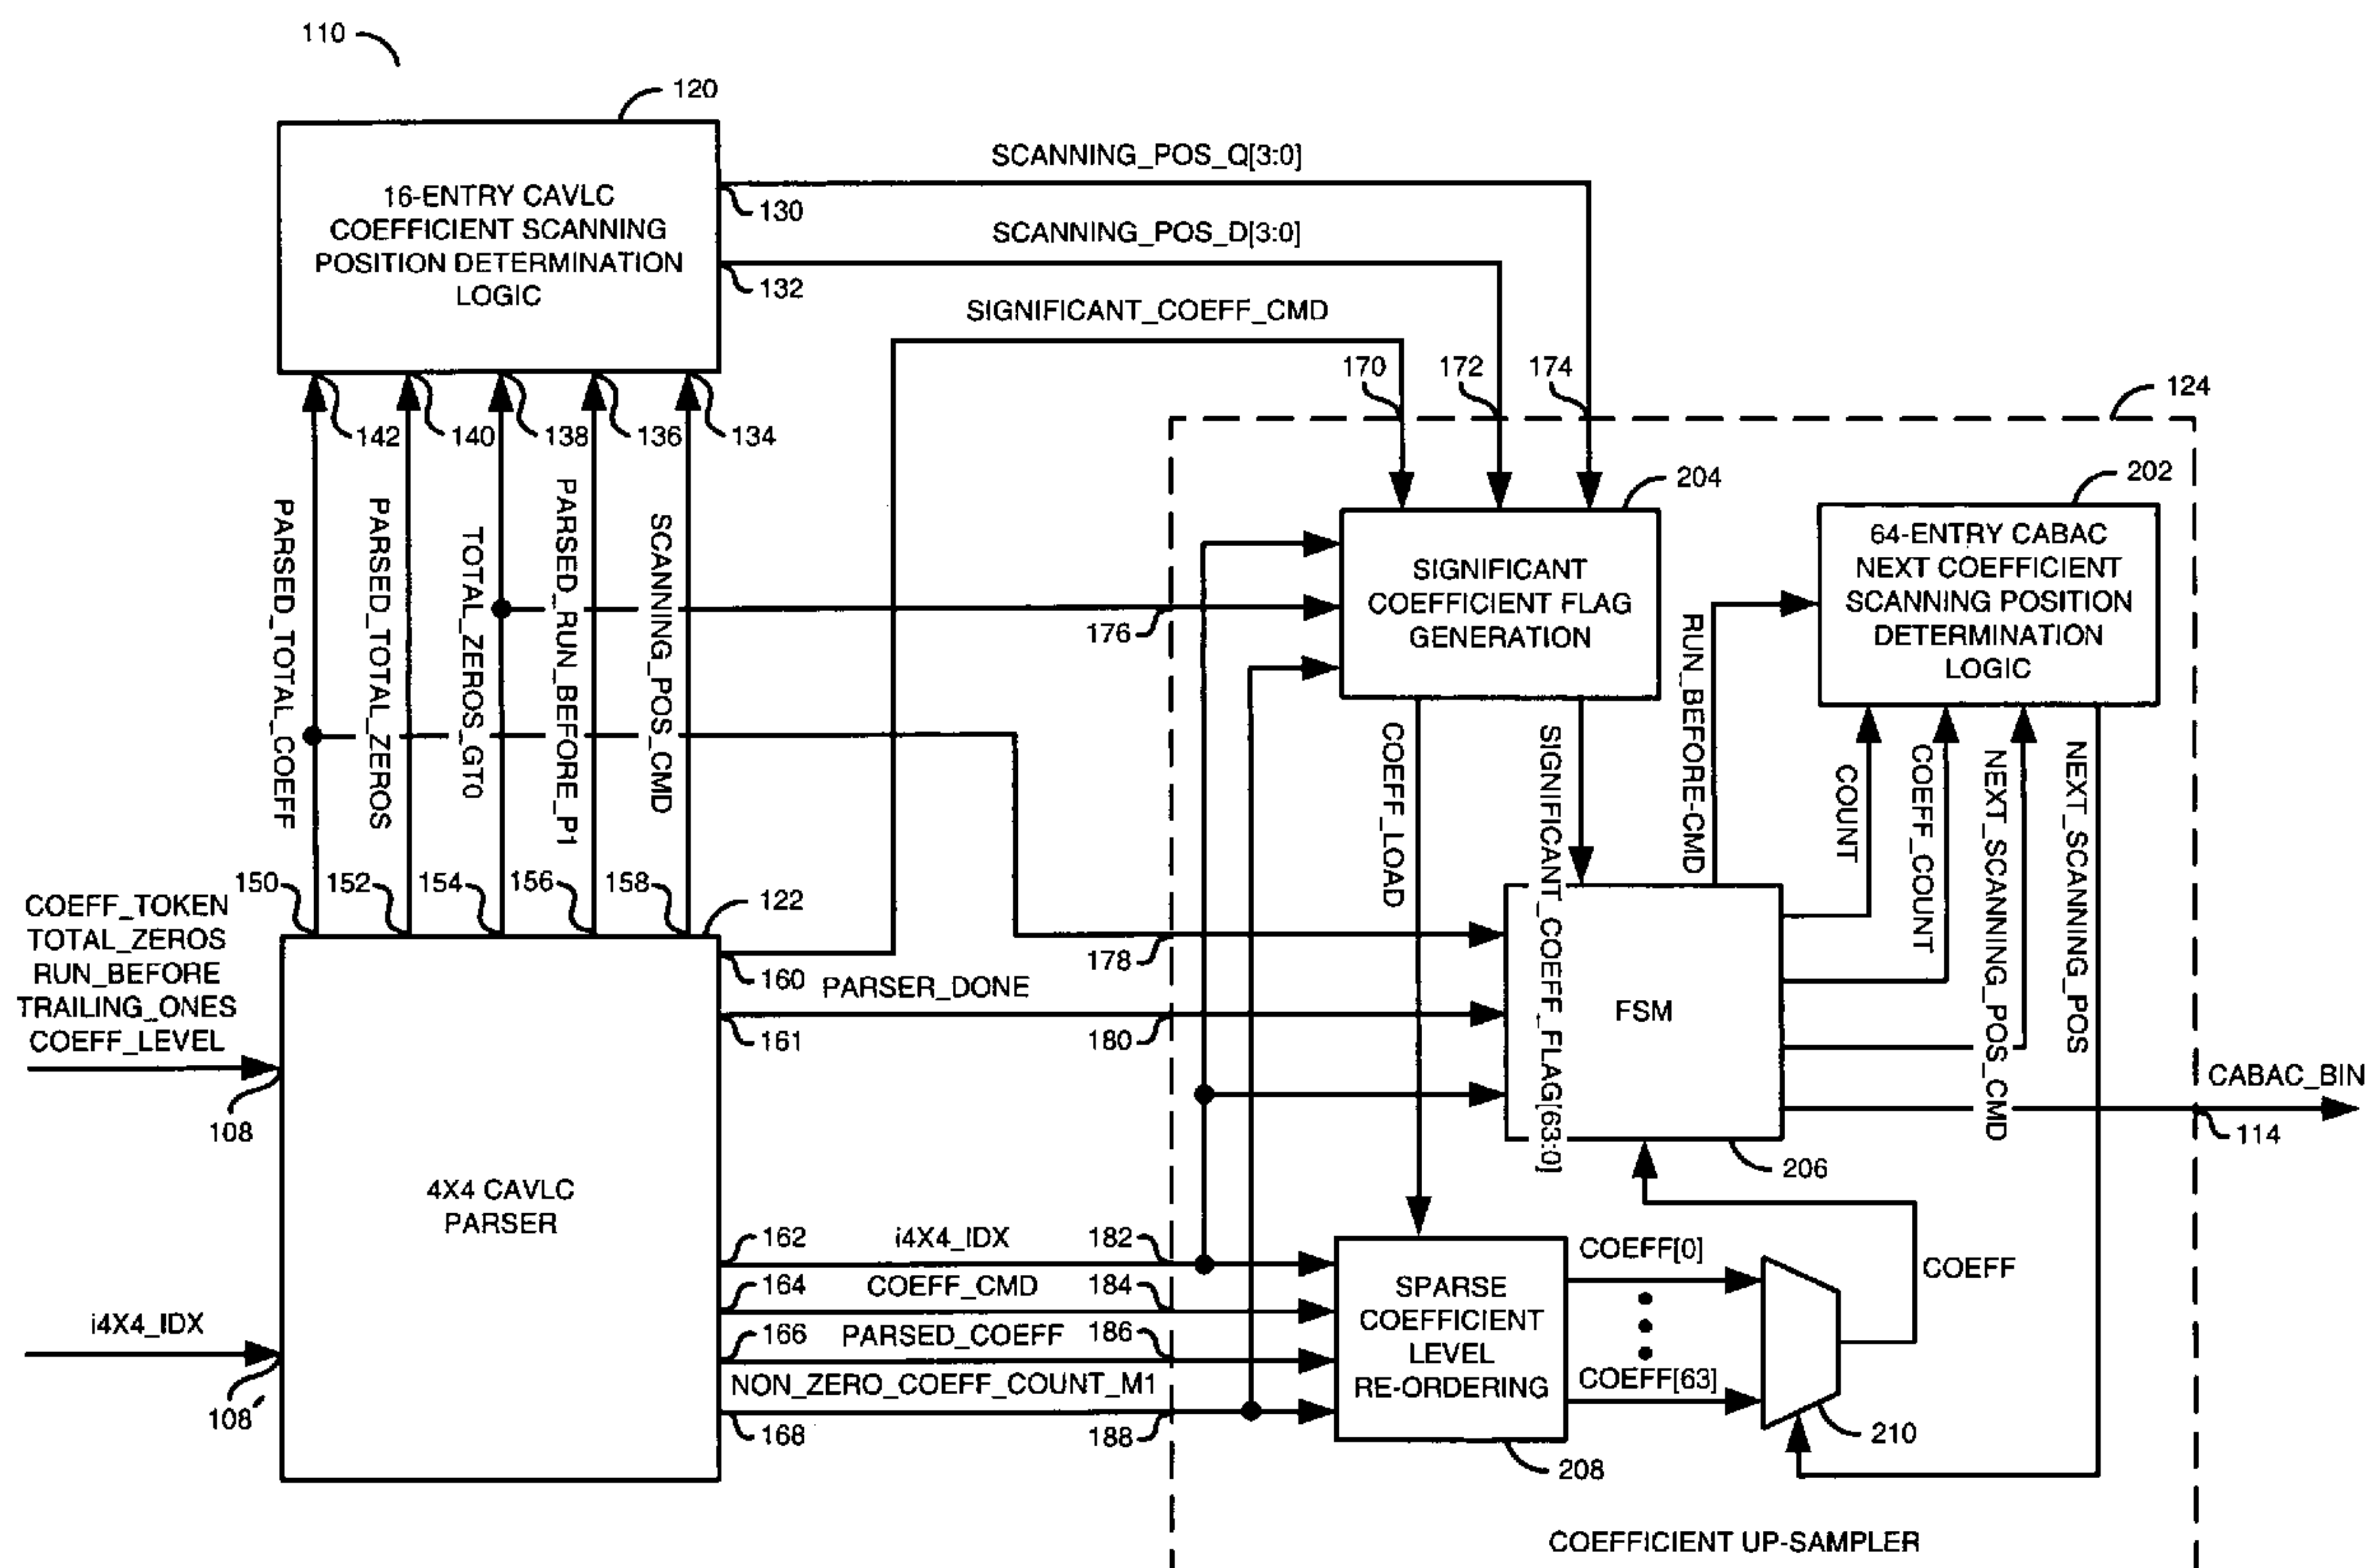 110
120
16-ENTRY CAVLC
COEFFICIENT SCANNING
POSITION DETERMINATION
LOGIC
SCANNING_POS_Q[3:0]
130
SCANNING_POS_D[3:0]
132
SIGNIFICANT_COEFF_CMD
170
172
174
124
142
140
138
136
134
204
202
PARSED_TOTAL_COEFF
PARSED_TOTAL_ZEROS
TOTAL_ZEROS_GT0
PARSED_RUN_BEFORE_P1
SCANNING_POS_CMD
176
SIGNIFICANT
COEFFICIENT FLAG
GENERATION
64-ENTRY CABAC
NEXT COEFFICIENT
SCANNING POSITION
DETERMINATION
LOGIC
RUN_BEFORE-CMD
COEFF_LOAD
SIGNIFICANT_COEFF_FLAG[63:0]
COUNT
COEFF_COUNT
NEXT_SCANNING_POS_CMD
NEXT_SCANNING_POS
150
152
154
156
158
122
COEFF_TOKEN
TOTAL_ZEROS
RUN_BEFORE
TRAILING_ONES
COEFF_LEVEL
108
160
178
PARSER_DONE
161
180
FSM
206
CABAC_BIN
114
4X4 CAVLC
PARSER
i4X4_IDX
108'
162
i4X4_IDX
182
164
COEFF_CMD
184
166
PARSED_COEFF
186
NON_ZERO_COEFF_COUNT_M1
168
188
SPARSE
COEFFICIENT
LEVEL
RE-ORDERING
208
COEFF[0]
COEFF[63]
COEFF
210
COEFFICIENT UP-SAMPLER